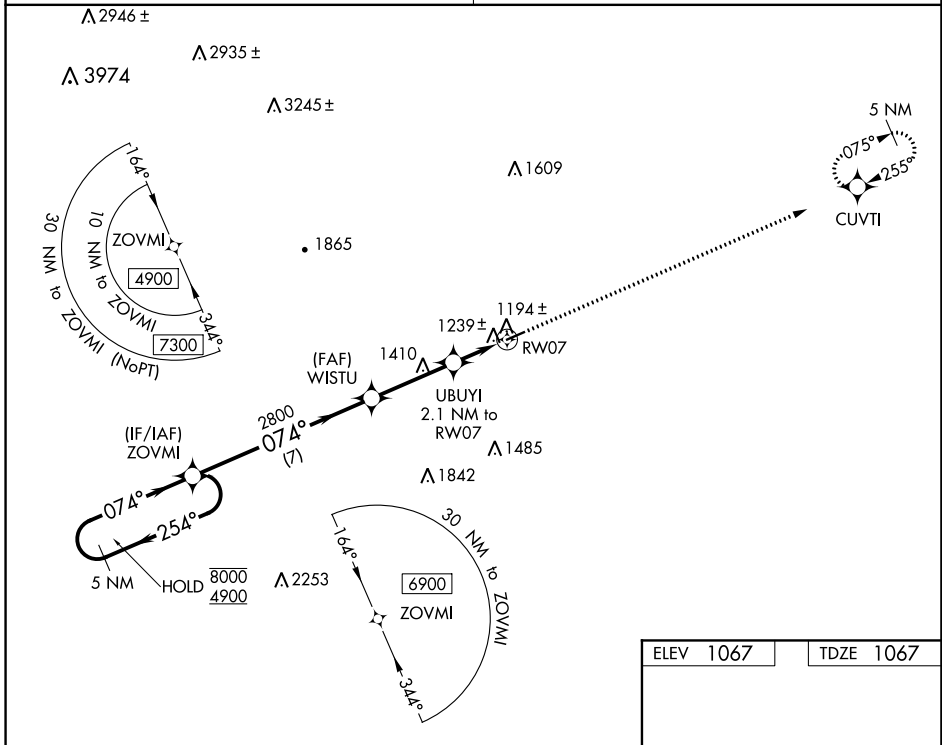 2946 ±
2935 ±
3974
3245 ±
5 NM
075°
255°
CUVTI
1609
164°
30 NM to ZOVMI (NoPT)
10 NM to ZOVMI
ZOVMI
4900
7300
344°
1865
1194 ±
1239 ±
RW07
1410
(FAF)
WISTU
UBUYI
2.1 NM to
RW07
2800
074°
(7)
(IF/IAF)
ZOVMI
1485
1842
074°
254°
5 NM
HOLD
8000
4900
2253
164°
30 NM to ZOVMI
6900
ZOVMI
344°
ELEV 1067
TDZE 1067